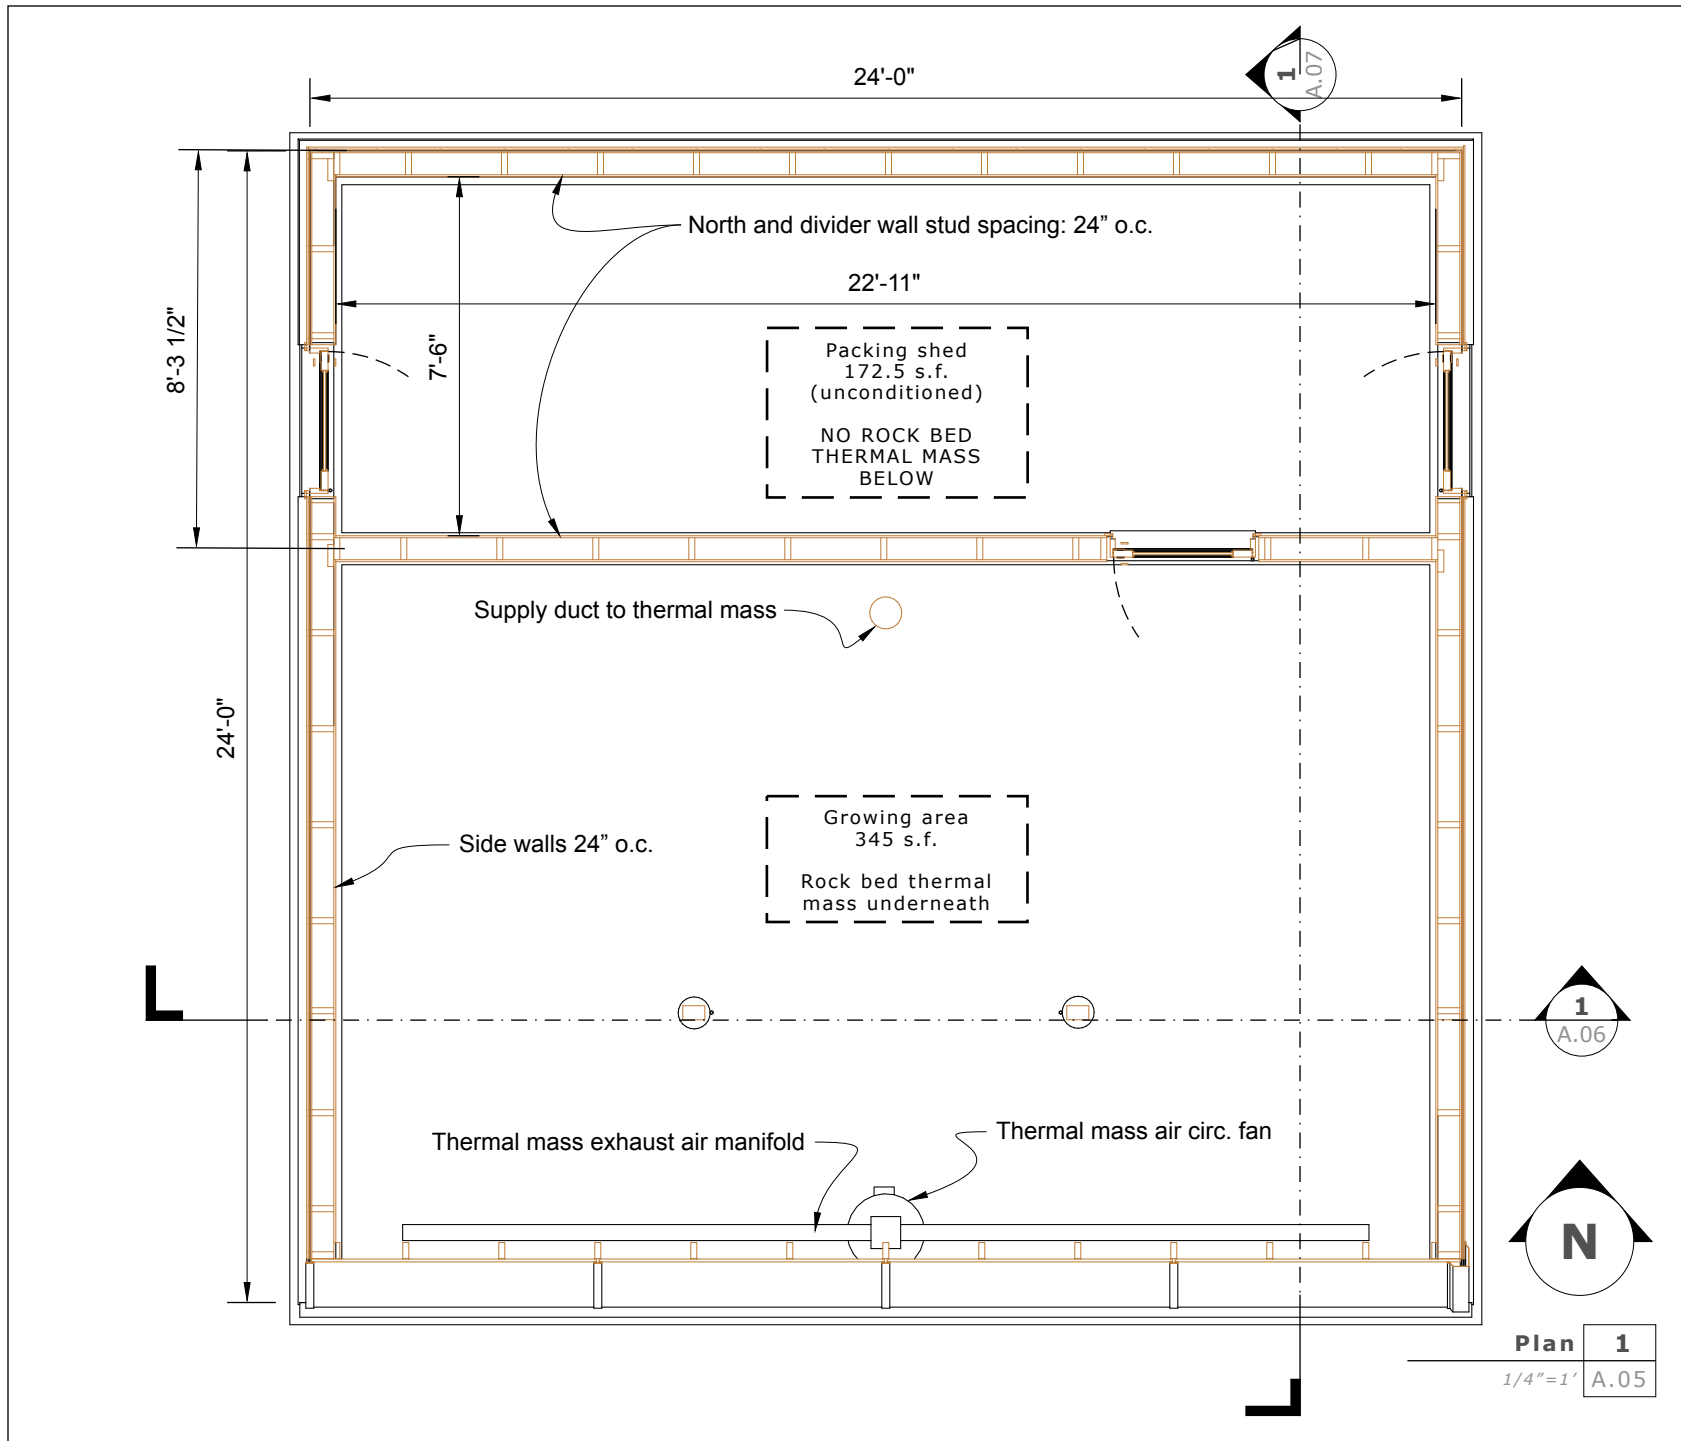 24'-0"
1
A.07
North and divider wall stud spacing: 24” o.c.
22'-11"
8'-3 1/2"
7'-6"
Packing shed
172.5 s.f.
(unconditioned)
NO ROCK BED
THERMAL MASS
BELOW
Supply duct to thermal mass
24'-0"
Growing area
345 s.f.
Rock bed thermal
mass underneath
Side walls 24” o.c.
1
A.06
Thermal mass exhaust air manifold
Thermal mass air circ. fan
N
Plan 1
1/4”=1’ A.05